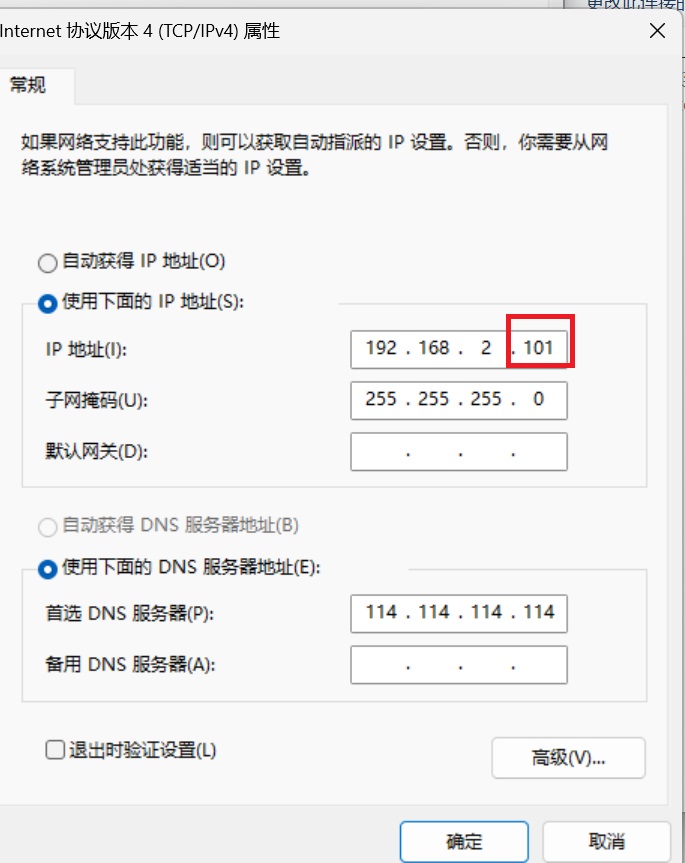 Internet 协议版本 4 (TCP/IPv4) 属性
常规
如果网络支持此功能，则可以获取自动指派的 IP 设置。否则，你需要从网
络系统管理员处获得适当的 IP 设置。
自动获得 IP 地址(O)
使用下面的 IP 地址(S):
IP 地址(I): 192 . 168 . 2 . 101
子网掩码(U): 255 . 255 . 255 . 0
默认网关(D): . . .
自动获得 DNS 服务器地址(B)
使用下面的 DNS 服务器地址(E):
首选 DNS 服务器(P): 114 . 114 . 114 . 114
备用 DNS 服务器(A): . . .
退出时验证设置(L)
高级(V)...
确定 取消